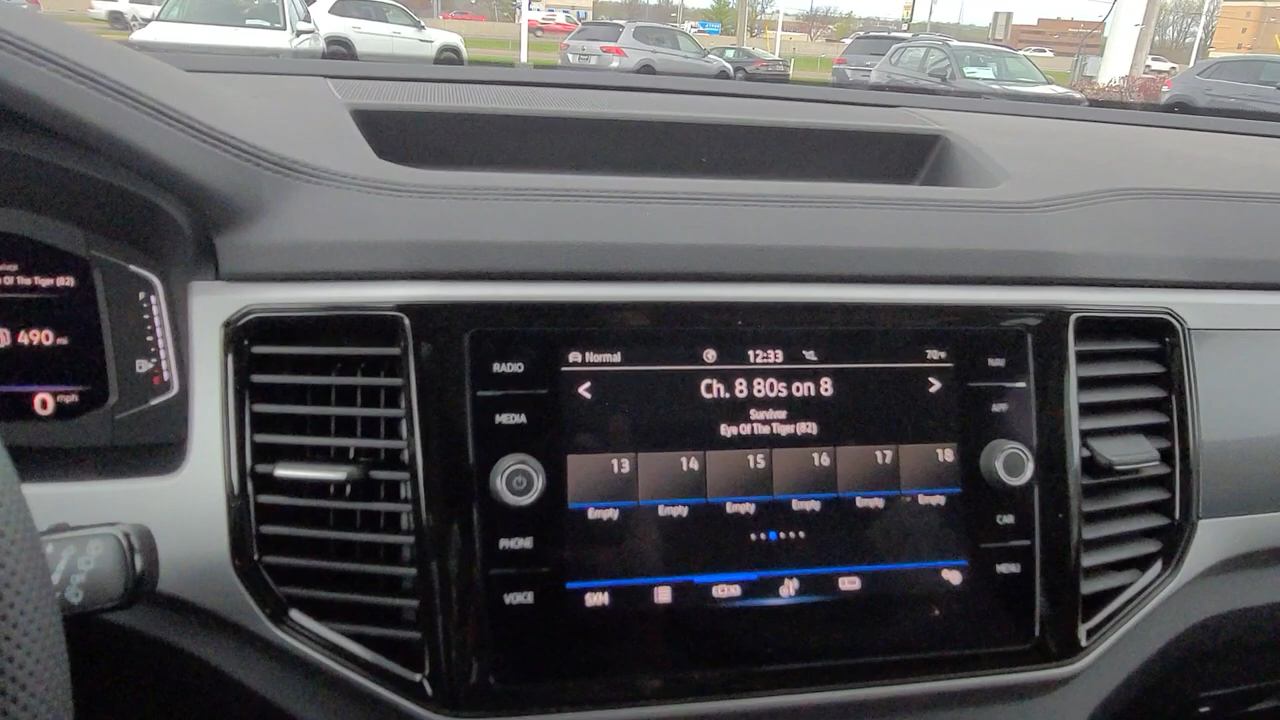 Of The Tiger (82)
490 mi
0 mph
RADIO
MEDIA
PHONE
VOICE
Normal
12:33
70°F
< Ch. 8 80s on 8 >
Survivor
Eye Of The Tiger (82)
13 14 15 16 17 18
Empty Empty Empty Empty Empty Empty
SXM
NAV
APP
CAR
MENU